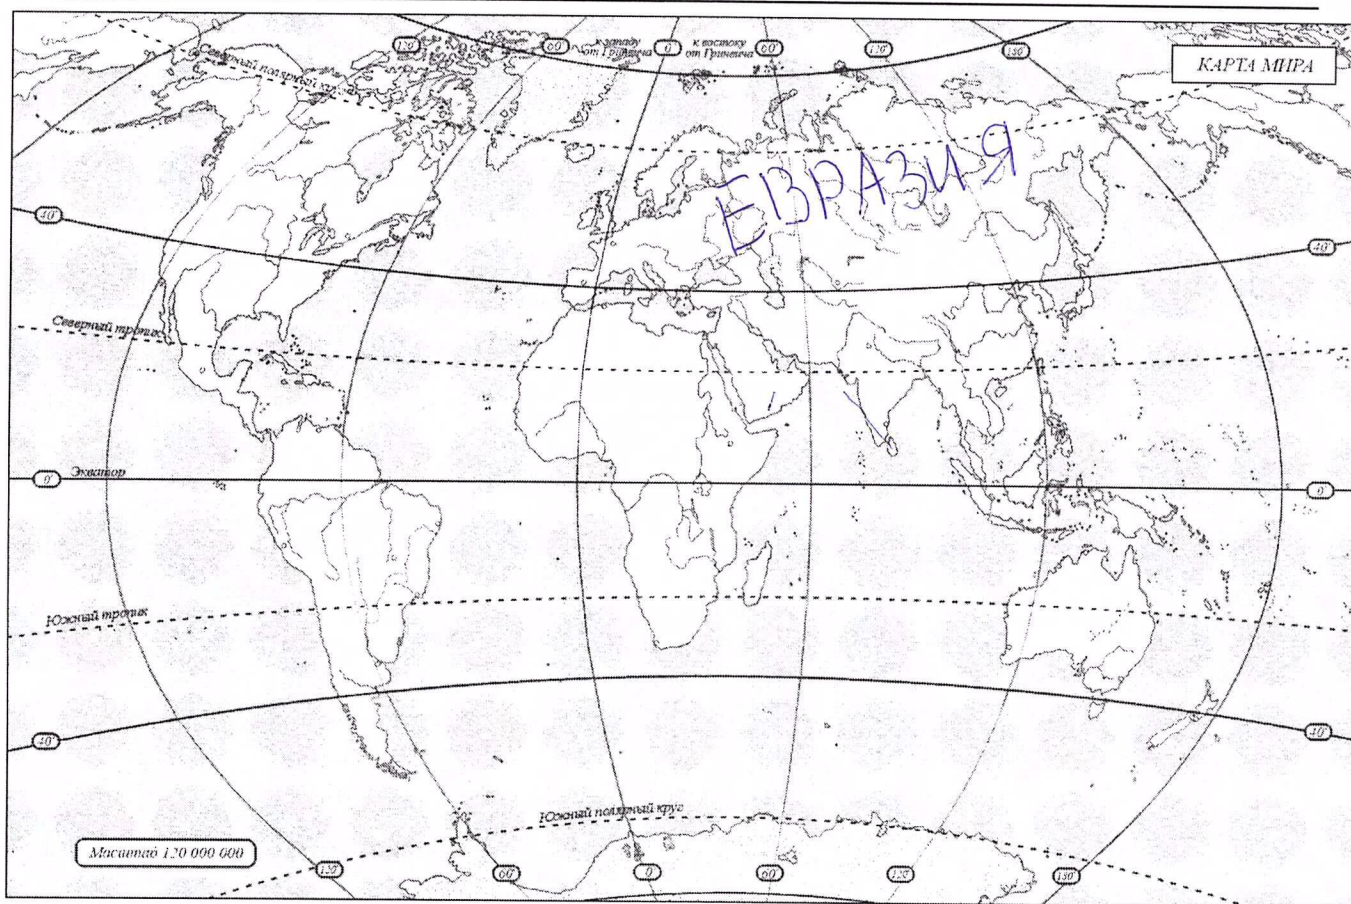 120° 60° к западу от Гринвича 0° к востоку от Гринвича 60° 120° 180°
КАРТА МИРА
Северный полярный круг
ЕВРАЗИЯ
40° 40°
Северный тропик
0° Экватор 0°
Южный тропик
40° 40°
Южный полярный круг
Масштаб 120 000 000
120° 60° 0° 60° 120° 180°